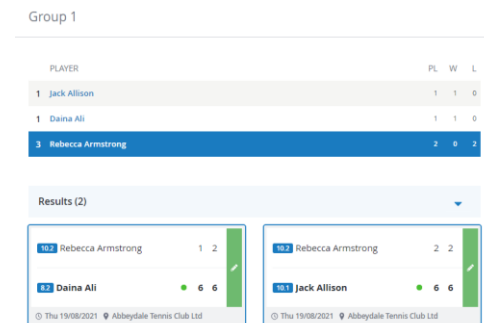 Group 1
PLAYER PL W L
1 Jack Allison 1 1 0
1 Daina Ali 1 1 0
3 Rebecca Armstrong 2 0 2
Results (2)
10.2 Rebecca Armstrong 1 2
8.2 Daina Ali 6 6
Thu 19/08/2021 Abbeydale Tennis Club Ltd
10.2 Rebecca Armstrong 2 2
10.1 Jack Allison 6 6
Thu 19/08/2021 Abbeydale Tennis Club Ltd